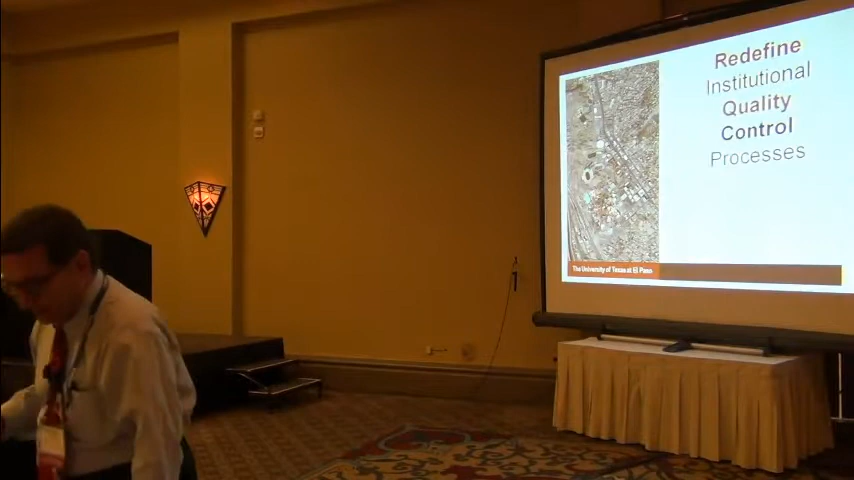 Redefine
Institutional
Quality
Control
Processes
The University of Texas at El Paso